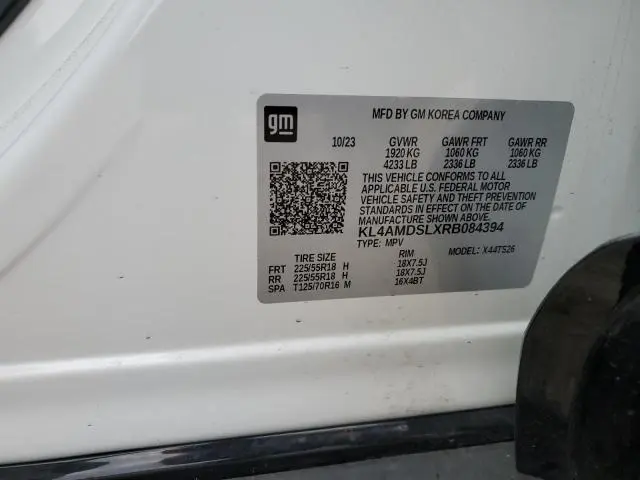 gm
MFD BY GM KOREA COMPANY
10/23 GVWR GAWR FRT GAWR RR
1920 KG 1060 KG 1060 KG
4233 LB 2336 LB 2336 LB
THIS VEHICLE CONFORMS TO ALL
APPLICABLE U.S. FEDERAL MOTOR
VEHICLE SAFETY AND THEFT PREVENTION
STANDARDS IN EFFECT ON THE DATE OF
MANUFACTURE SHOWN ABOVE.
KL4AMDSLXRB084394
TYPE: MPV MODEL: X44TS26
TIRE SIZE RIM
FRT 225/55R18 H 18X7.5J
RR 225/55R18 H 18X7.5J
SPA T125/70R16 M 16X4BT